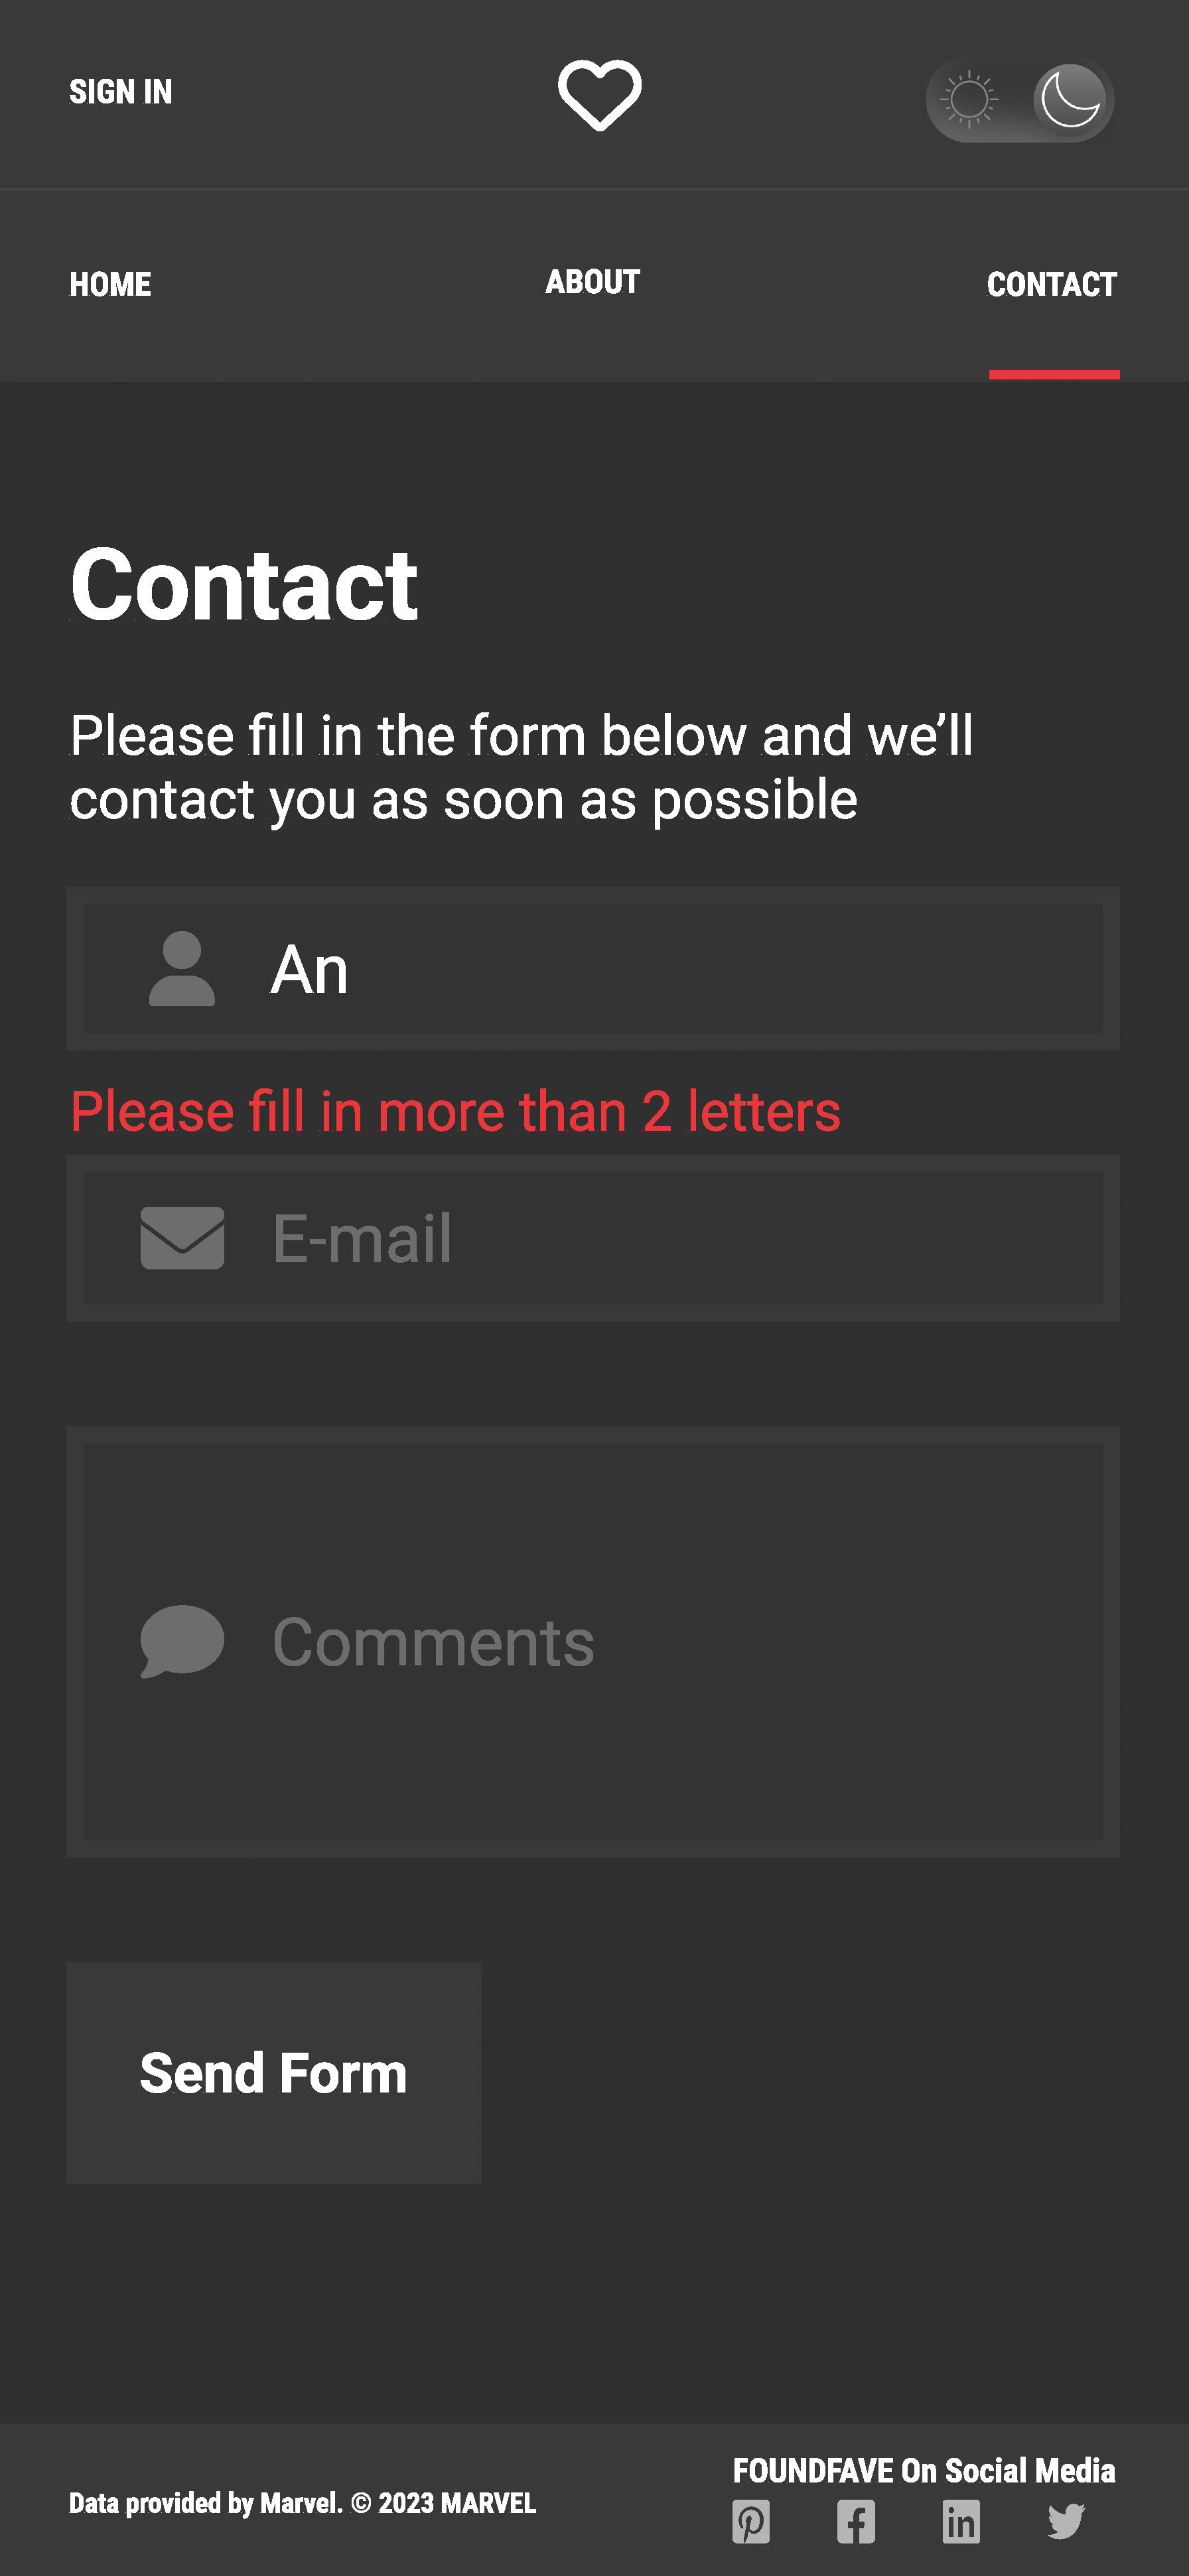 SIGN IN
HOME
ABOUT
CONTACT
Contact
Please fill in the form below and we’ll
contact you as soon as possible
An
Please fill in more than 2 letters
E-mail
Comments
Send Form
FOUNDFAVE On Social Media
Data provided by Marvel. © 2023 MARVEL